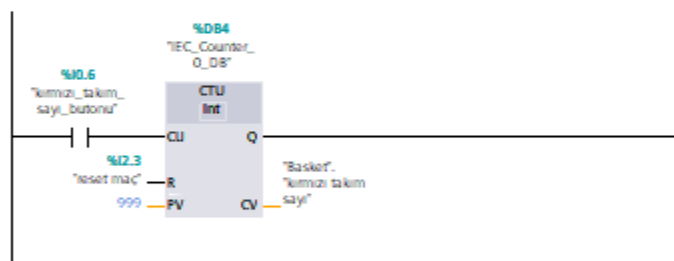 %DB4
"IEC_Counter_
0_DB"
%I0.6
"kırmızı_takım_
sayı_butonu"
CTU
Int
CU
Q
%I2.3
"reset maç"
R
999
PV
CV
"Basket".
"kırmızı takım
sayı"